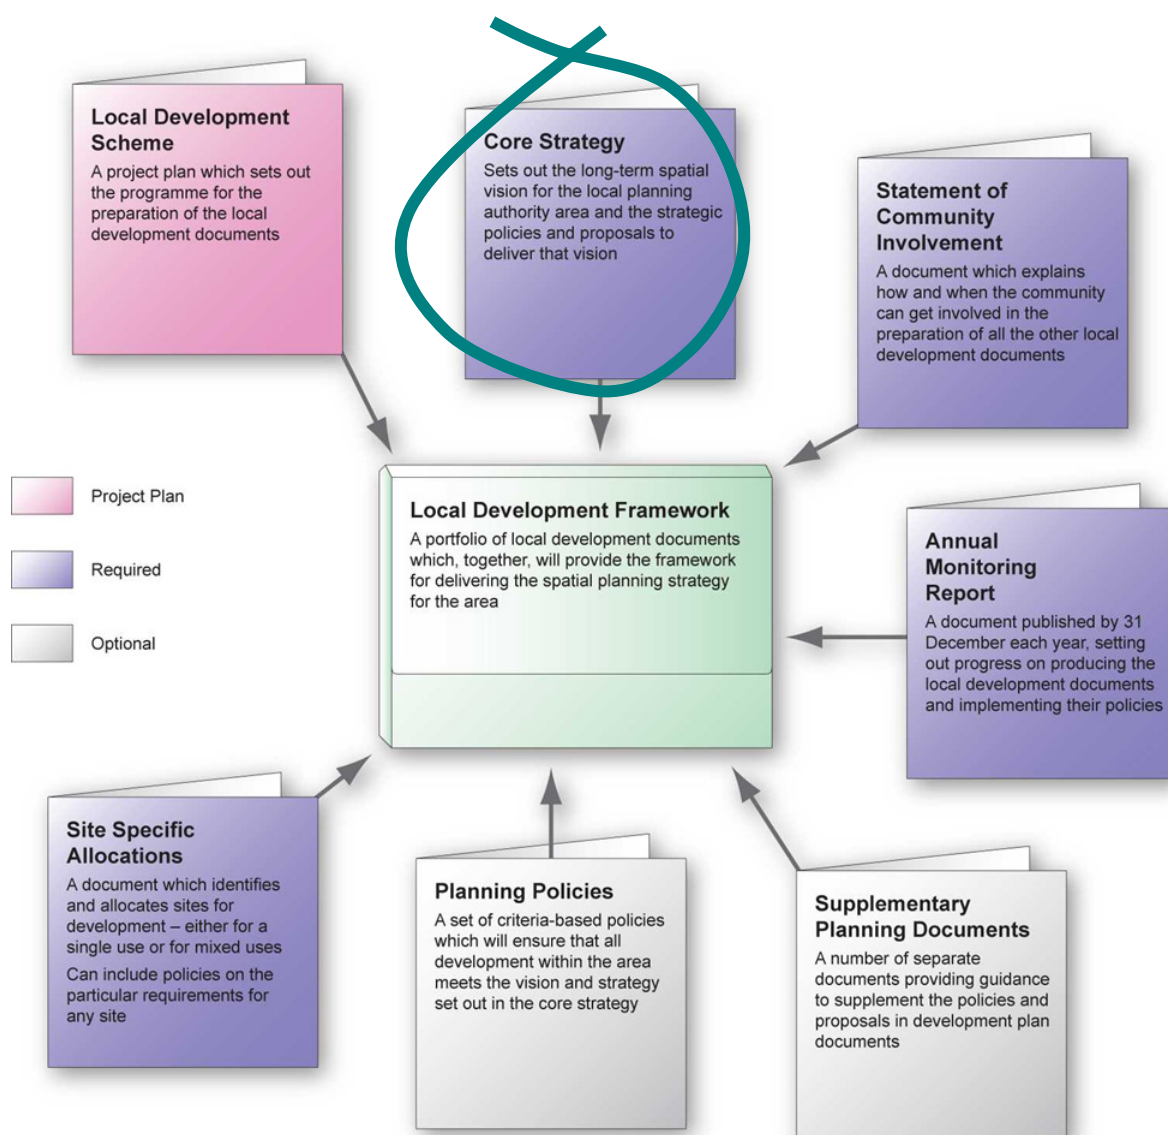 Local Development
Scheme
A project plan which sets out
the programme for the
preparation of the local
development documents
Core Strategy
Sets out the long-term spatial
vision for the local planning
authority area and the strategic
policies and proposals to
deliver that vision
Statement of
Community
Involvement
A document which explains
how and when the community
can get involved in the
preparation of all the other local
development documents
Project Plan
Required
Optional
Local Development Framework
A portfolio of local development documents
which, together, will provide the framework
for delivering the spatial planning strategy
for the area
Annual
Monitoring
Report
A document published by 31
December each year, setting
out progress on producing the
local development documents
and implementing their policies
Site Specific
Allocations
A document which identifies
and allocates sites for
development – either for a
single use or for mixed uses
Can include policies on the
particular requirements for
any site
Planning Policies
A set of criteria-based policies
which will ensure that all
development within the area
meets the vision and strategy
set out in the core strategy
Supplementary
Planning Documents
A number of separate
documents providing guidance
to supplement the policies and
proposals in development plan
documents